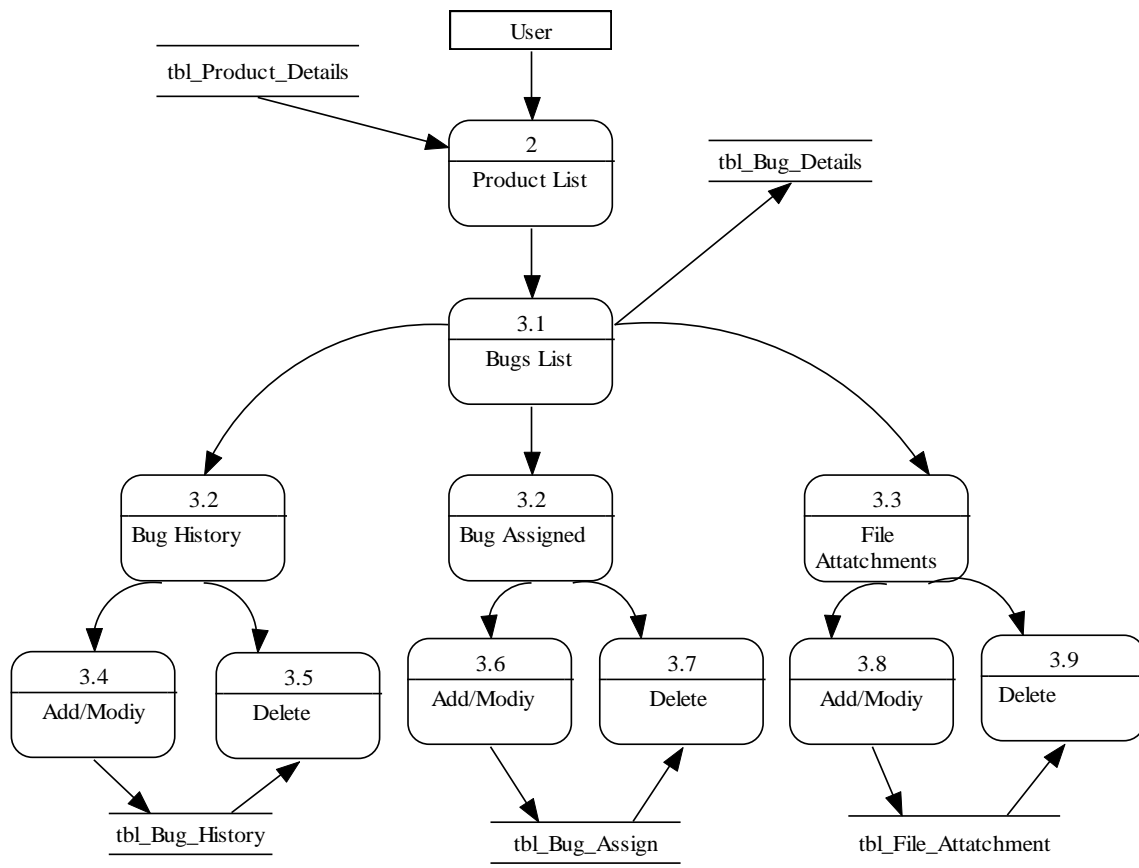 User
tbl_Product_Details
2
Product List
tbl_Bug_Details
3.1
Bugs List
3.2
Bug History
3.2
Bug Assigned
3.3
File
Attatchments
3.4
Add/Modiy
3.5
Delete
3.6
Add/Modiy
3.7
Delete
3.8
Add/Modiy
3.9
Delete
tbl_Bug_History
tbl_Bug_Assign
tbl_File_Attatchment